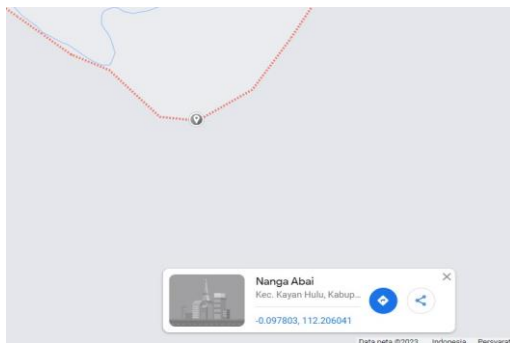 Nanga Abai
Kec. Kayan Hulu, Kabup...
-0.097803, 112.206041
Data peta ©2023 Indonesia Persyarat